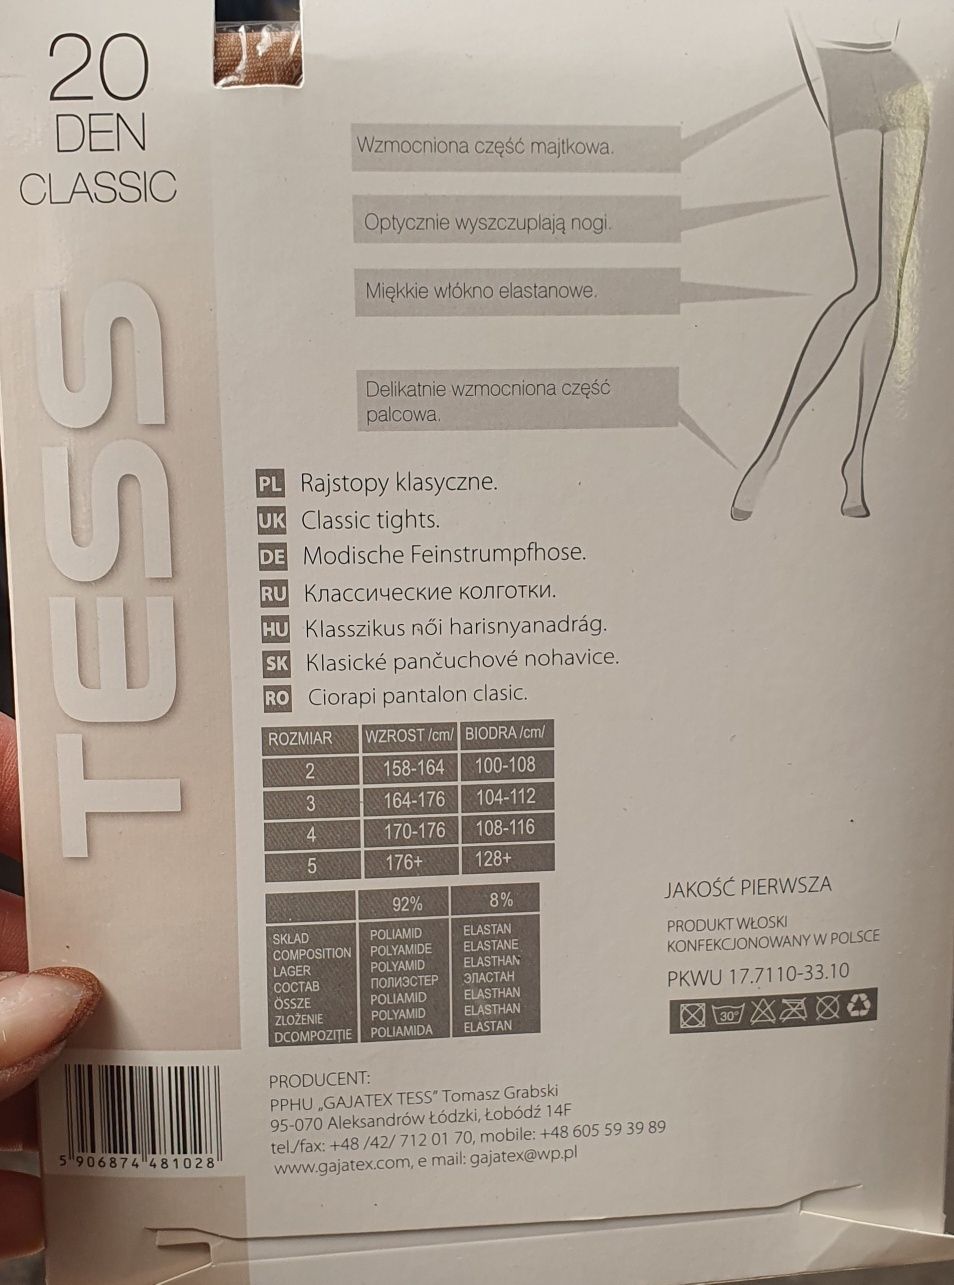 20
DEN
CLASSIC
TESS
Wzmocniona część majtkowa.
Optycznie wyszczuplają nogi.
Miękkie włókno elastanowe.
Delikatnie wzmocniona część
palcowa.
PL Rajstopy klasyczne.
UK Classic tights.
DE Modische Feinstrumpfhose.
RU Классические колготки.
HU Klasszikus női harisnyanadrág.
SK Klasické pančuchové nohavice.
RO Ciorapi pantalon clasic.
ROZMIAR WZROST /cm/ BIODRA /cm/
2 158-164 100-108
3 164-176 104-112
4 170-176 108-116
5 176+ 128+
92% 8%
SKŁAD POLIAMID ELASTAN
COMPOSITION POLYAMIDE ELASTANE
LAGER POLYAMID ELASTHAN
СОСТАВ ПОЛИЭСТЕР ЭЛАСТАН
ÖSSZE POLIAMID ELASTHAN
ZLOŽENIE POLYAMID ELASTHAN
DCOMPOZIŢIE POLIAMIDA ELASTAN
JAKOŚĆ PIERWSZA
PRODUKT WŁOSKI
KONFEKCJONOWANY W POLSCE
PKWU 17.7110-33.10
30°
PRODUCENT:
PPHU „GAJATEX TESS” Tomasz Grabski
95-070 Aleksandrów Łódzki, Łobódź 14F
tel./fax: +48 /42/ 712 01 70, mobile: +48 605 59 39 89
www.gajatex.com, e mail: gajatex@wp.pl
5 906874 481028